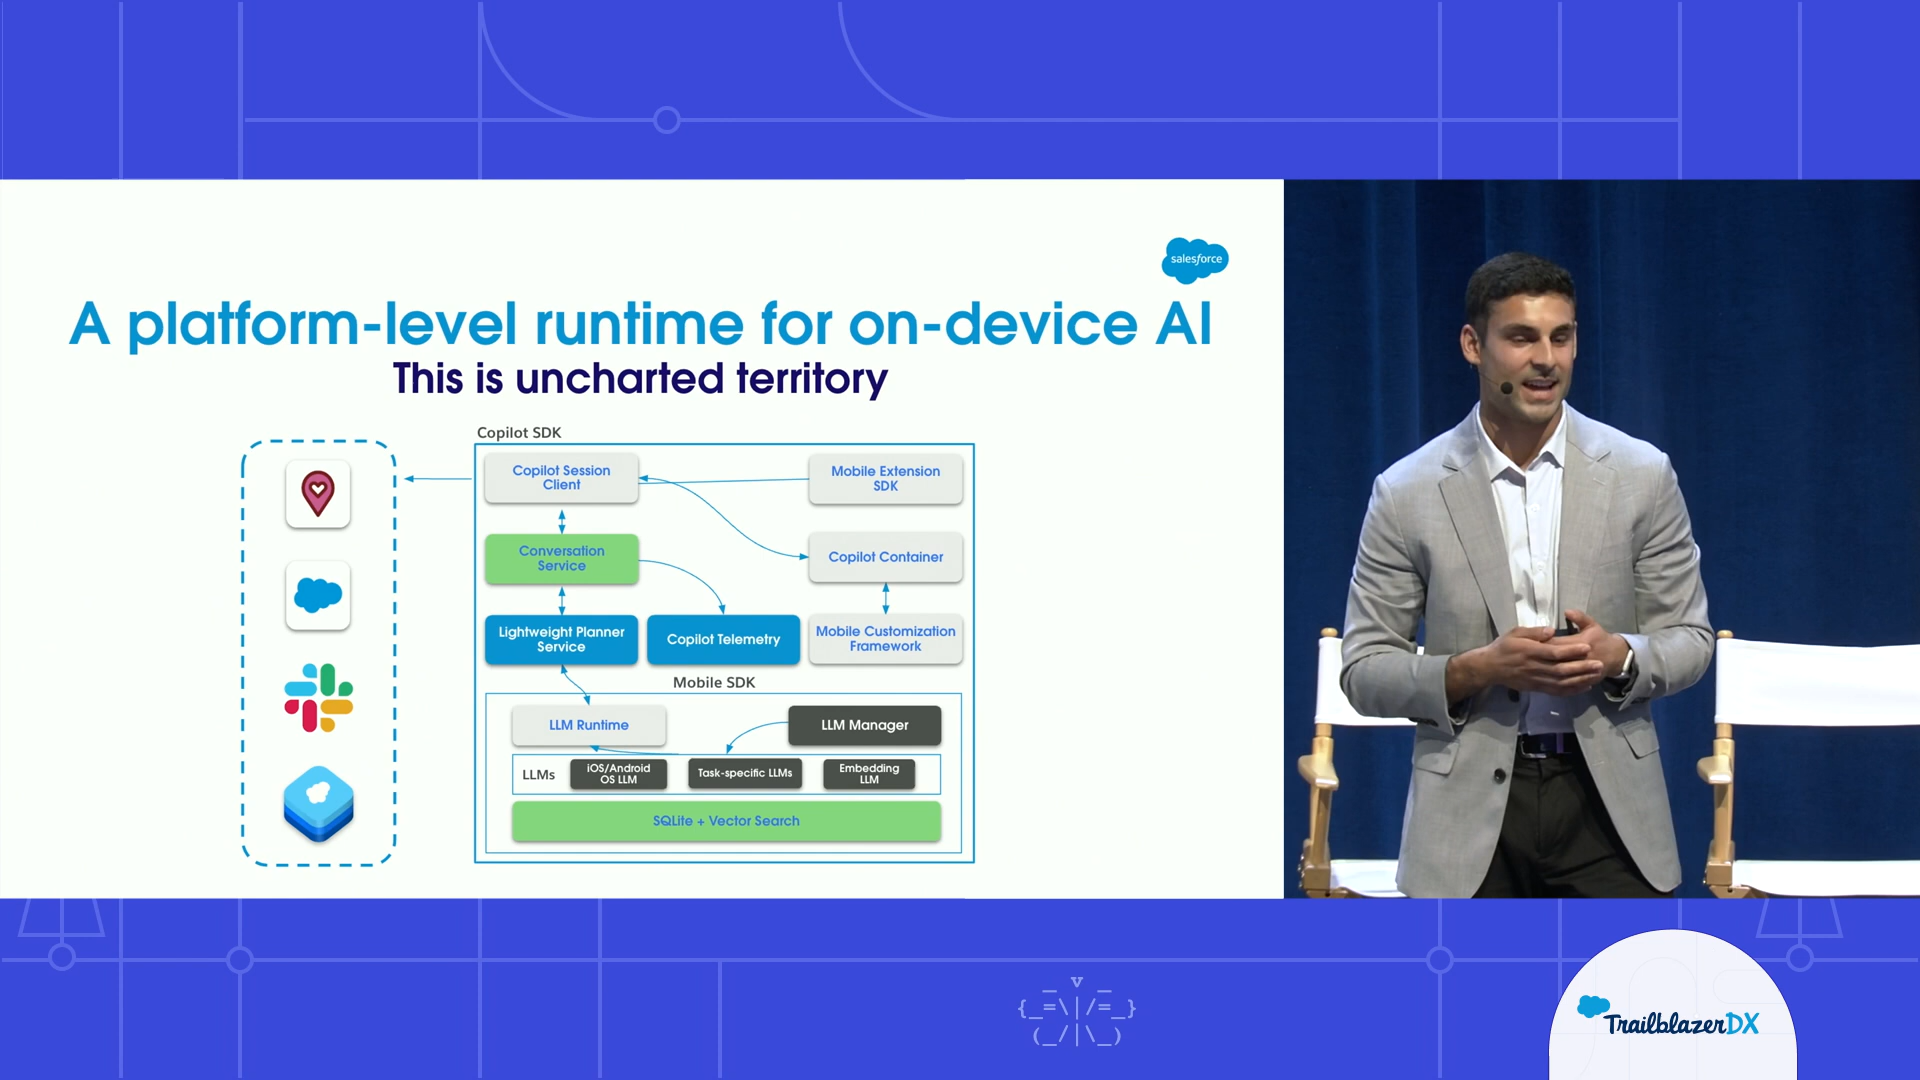 salesforce
A platform-level runtime for on-device AI
This is uncharted territory
Copilot SDK
Copilot Session
Client
Mobile Extension
SDK
Conversation
Service
Copilot Container
Lightweight Planner
Service
Copilot Telemetry
Mobile Customization
Framework
Mobile SDK
LLM Runtime
LLM Manager
LLMs
iOS/Android
OS LLM
Task-specific LLMs
Embedding
LLM
SQLite + Vector Search
v
{_=\|/=_}
(_/|\_)
TrailblazerDX